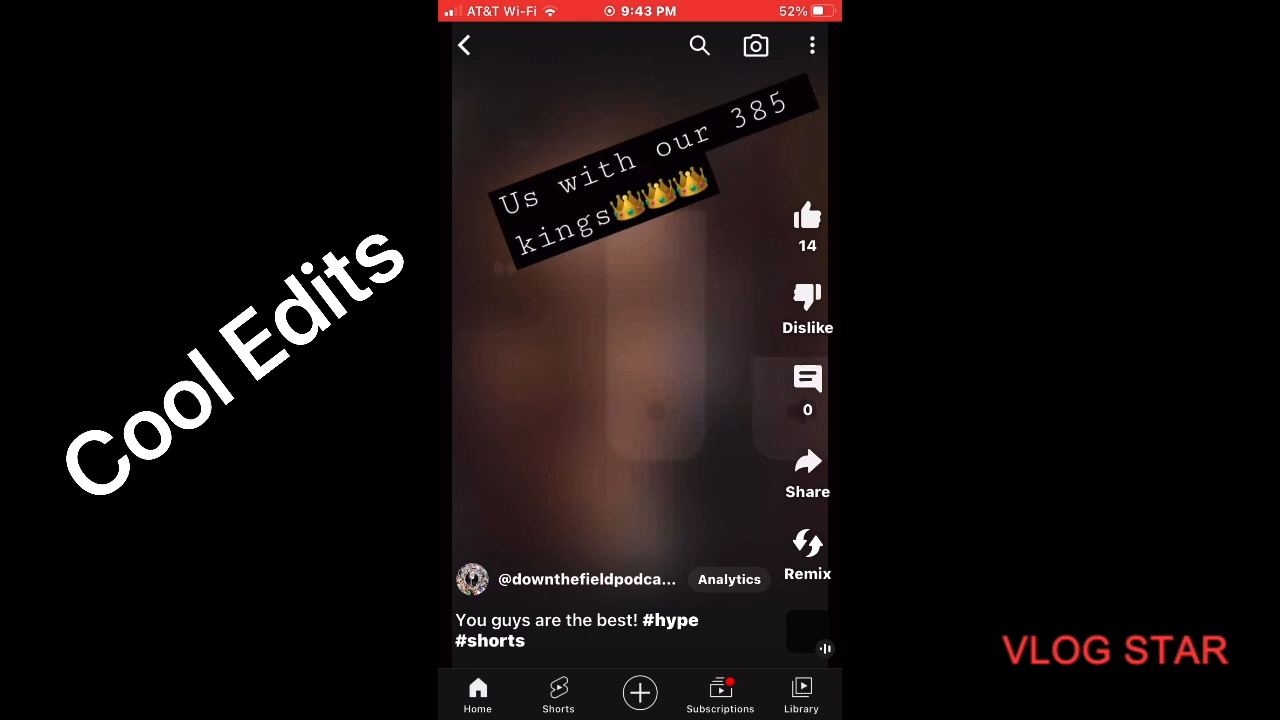 AT&T Wi-Fi 9:43 PM 52%
Us with our 385
kings👑👑👑
14
Dislike
0
Share
Remix
Cool Edits
@downthefieldpodca... Analytics
You guys are the best! #hype
#shorts
VLOG STAR
Home Shorts Subscriptions Library